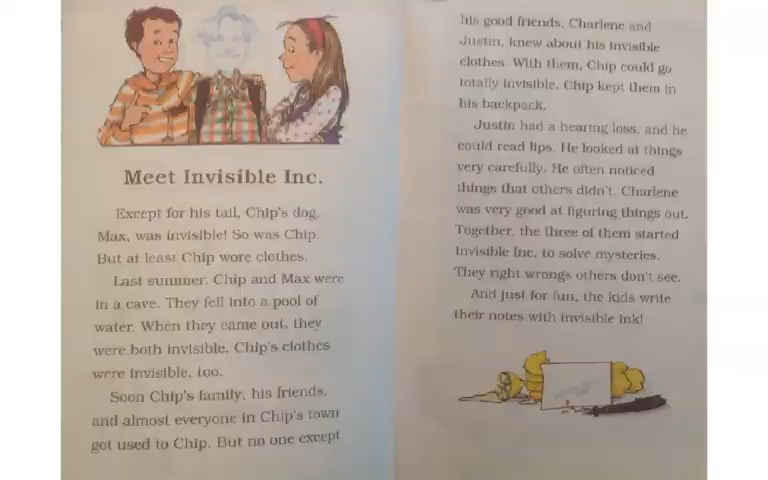 Meet Invisible Inc.
Except for his tail, Chip's dog,
Max, was invisible! So was Chip.
But at least Chip wore clothes.
Last summer, Chip and Max were
in a cave. They fell into a pool of
water. When they came out, they
were both invisible. Chip's clothes
were invisible, too.
Soon Chip's family, his friends,
and almost everyone in Chip's town
got used to Chip. But no one except
his good friends, Charlene and
Justin, knew about his invisible
clothes. With them, Chip could go
totally invisible. Chip kept them in
his backpack.
Justin had a hearing loss, and he
could read lips. He looked at things
very carefully. He often noticed
things that others didn't. Charlene
was very good at figuring things out.
Together, the three of them started
Invisible Inc. to solve mysteries.
They right wrongs others don't see.
And just for fun, the kids write
their notes with invisible ink!